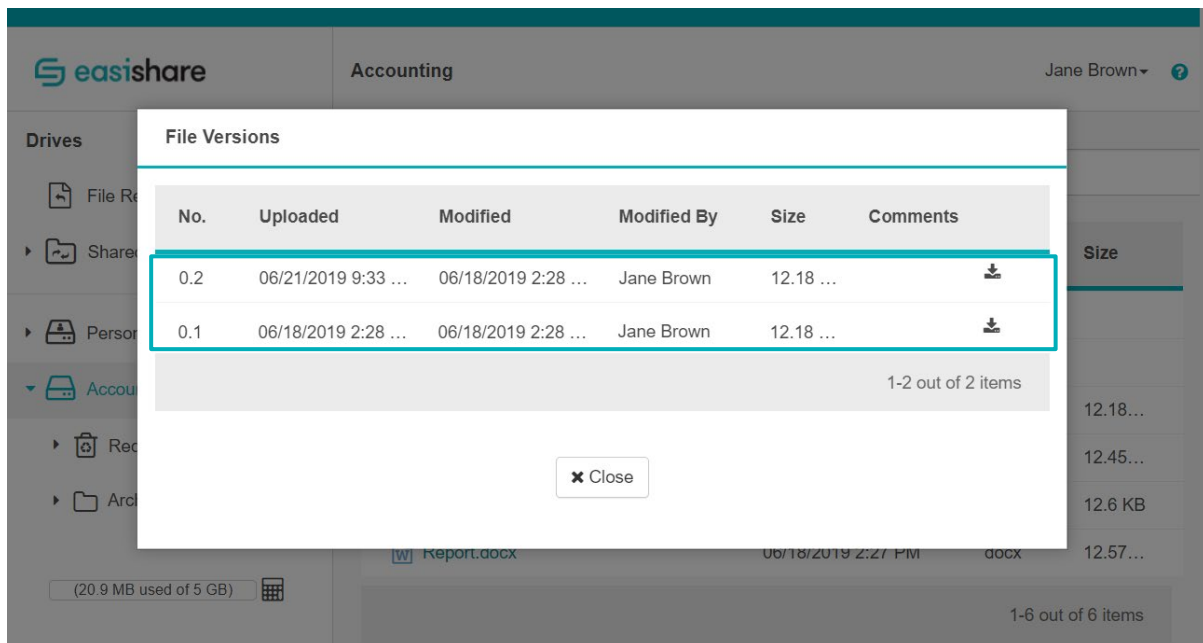 easishare
Accounting
Jane Brown
Drives
File Versions
File Re
No. Uploaded Modified Modified By Size Comments
Shared
Size
0.2 06/21/2019 9:33 … 06/18/2019 2:28 … Jane Brown 12.18 …
Person
0.1 06/18/2019 2:28 … 06/18/2019 2:28 … Jane Brown 12.18 …
Accou
1-2 out of 2 items
12.18…
Rec
12.45…
Close
Arch
12.6 KB
Report.docx 06/18/2019 2:27 PM docx 12.57…
(20.9 MB used of 5 GB)
1-6 out of 6 items